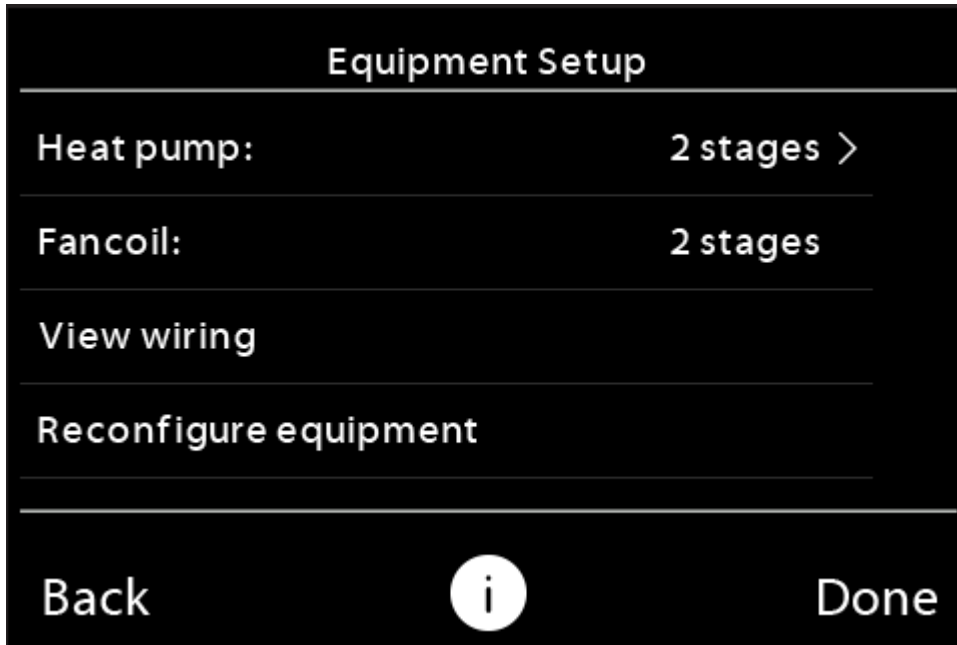 Equipment Setup
Heat pump: 2 stages >
Fancoil: 2 stages
View wiring
Reconfigure equipment
Back i Done